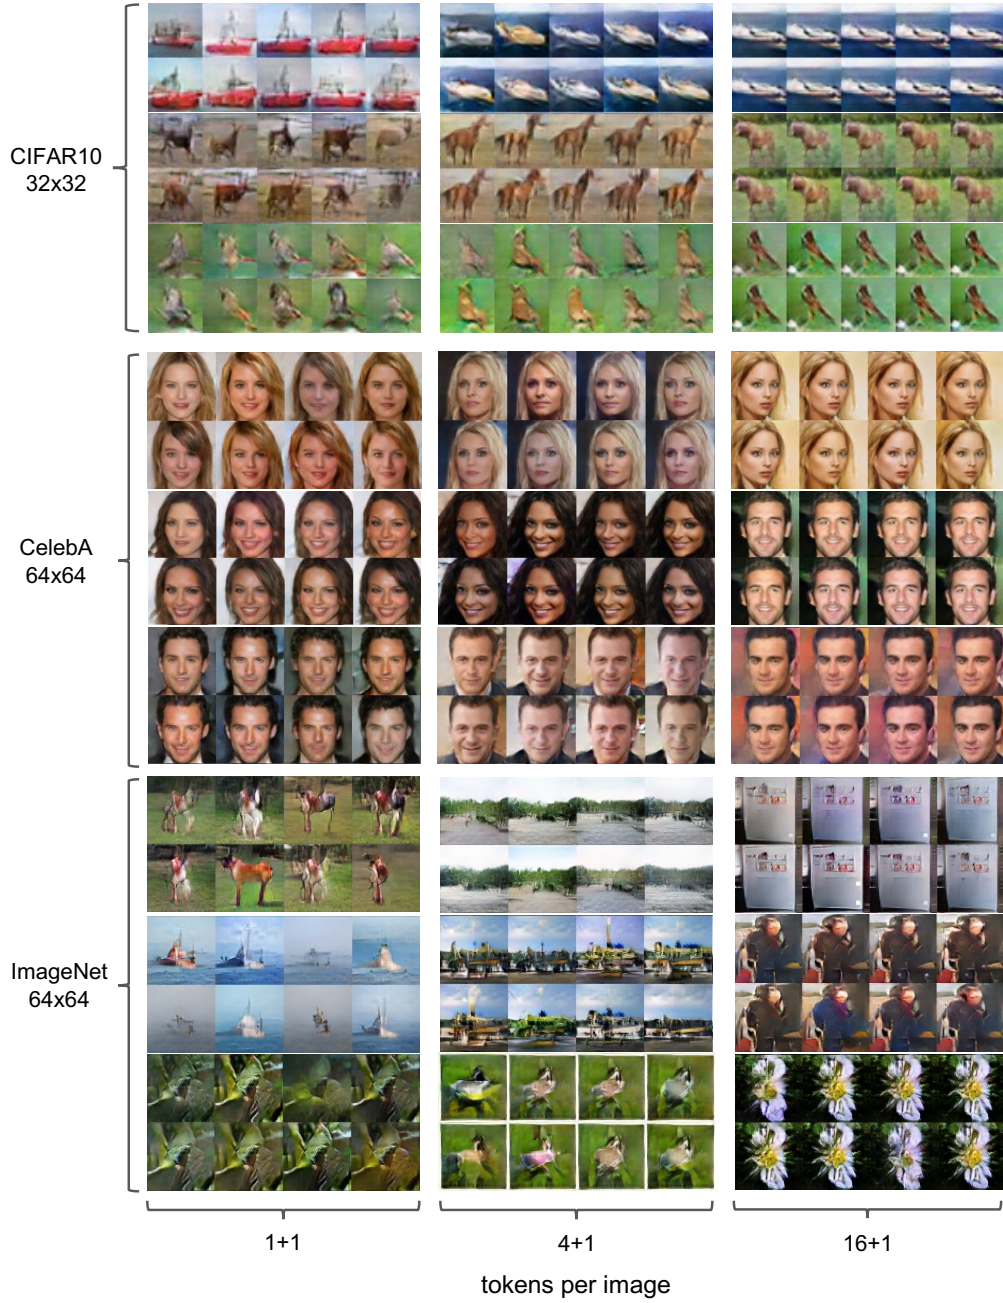 CIFAR10
32x32
CelebA
64x64
ImageNet
64x64
1+1
4+1
16+1
tokens per image